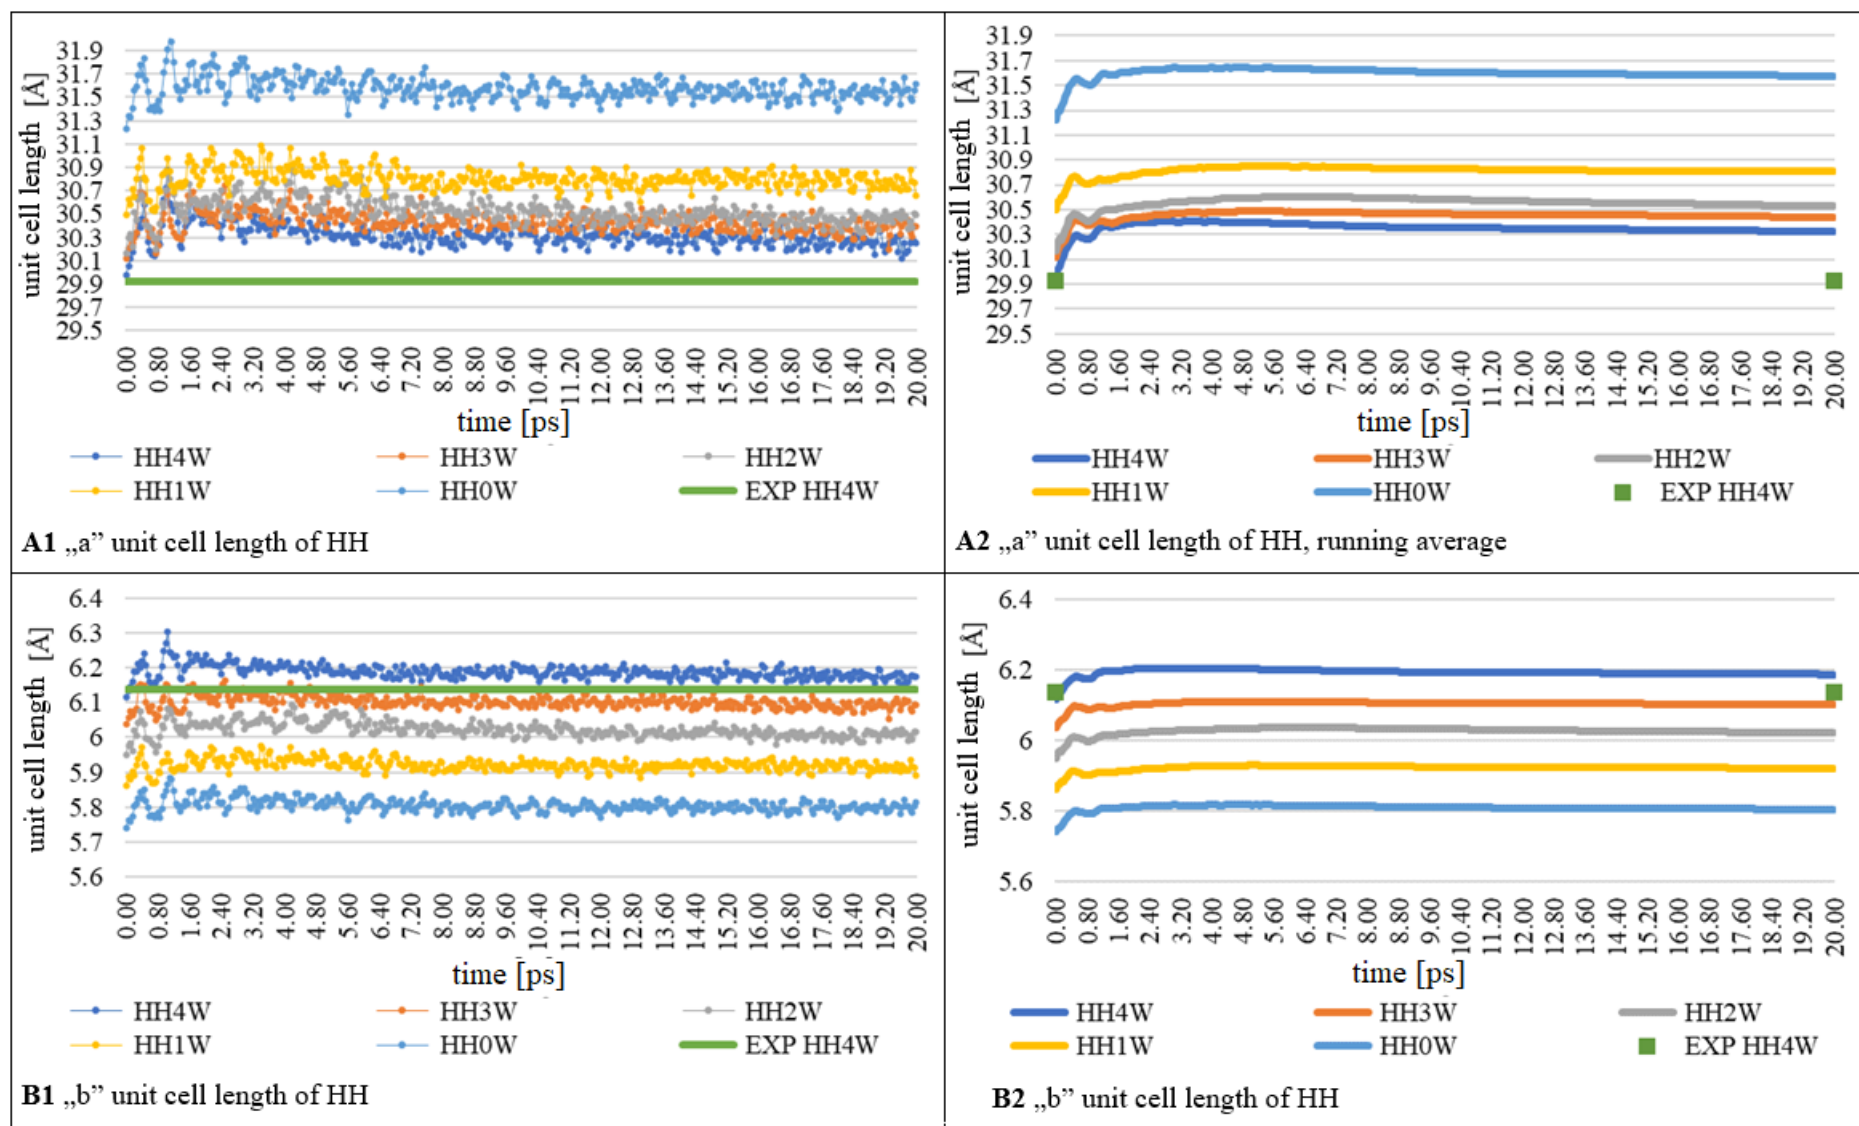 31.9
31.7
31.5
31.3
31.1
30.9
30.7
30.5
30.3
30.1
29.9
29.7
29.5
unit cell length [Å]
0.00 0.80 1.60 2.40 3.20 4.00 4.80 5.60 6.40 7.20 8.00 8.80 9.60 10.40 11.20 12.00 12.80 13.60 14.40 15.20 16.00 16.80 17.60 18.40 19.20 20.00
time [ps]
HH4W HH3W HH2W
HH1W HH0W EXP HH4W
A1 „a” unit cell length of HH
31.9
31.7
31.5
31.3
31.1
30.9
30.7
30.5
30.3
30.1
29.9
29.7
29.5
unit cell length [Å]
0.00 0.80 1.60 2.40 3.20 4.00 4.80 5.60 6.40 7.20 8.00 8.80 9.60 10.40 11.20 12.00 12.80 13.60 14.40 15.20 16.00 16.80 17.60 18.40 19.20 20.00
time [ps]
HH4W HH3W HH2W
HH1W HH0W EXP HH4W
A2 „a” unit cell length of HH, running average
6.4
6.3
6.2
6.1
6
5.9
5.8
5.7
5.6
unit cell length [Å]
0.00 0.80 1.60 2.40 3.20 4.00 4.80 5.60 6.40 7.20 8.00 8.80 9.60 10.40 11.20 12.00 12.80 13.60 14.40 15.20 16.00 16.80 17.60 18.40 19.20 20.00
time [ps]
HH4W HH3W HH2W
HH1W HH0W EXP HH4W
B1 „b” unit cell length of HH
6.4
6.2
6
5.8
5.6
unit cell length [Å]
0.00 0.80 1.60 2.40 3.20 4.00 4.80 5.60 6.40 7.20 8.00 8.80 9.60 10.40 11.20 12.00 12.80 13.60 14.40 15.20 16.00 16.80 17.60 18.40 19.20 20.00
time [ps]
HH4W HH3W HH2W
HH1W HH0W EXP HH4W
B2 „b” unit cell length of HH